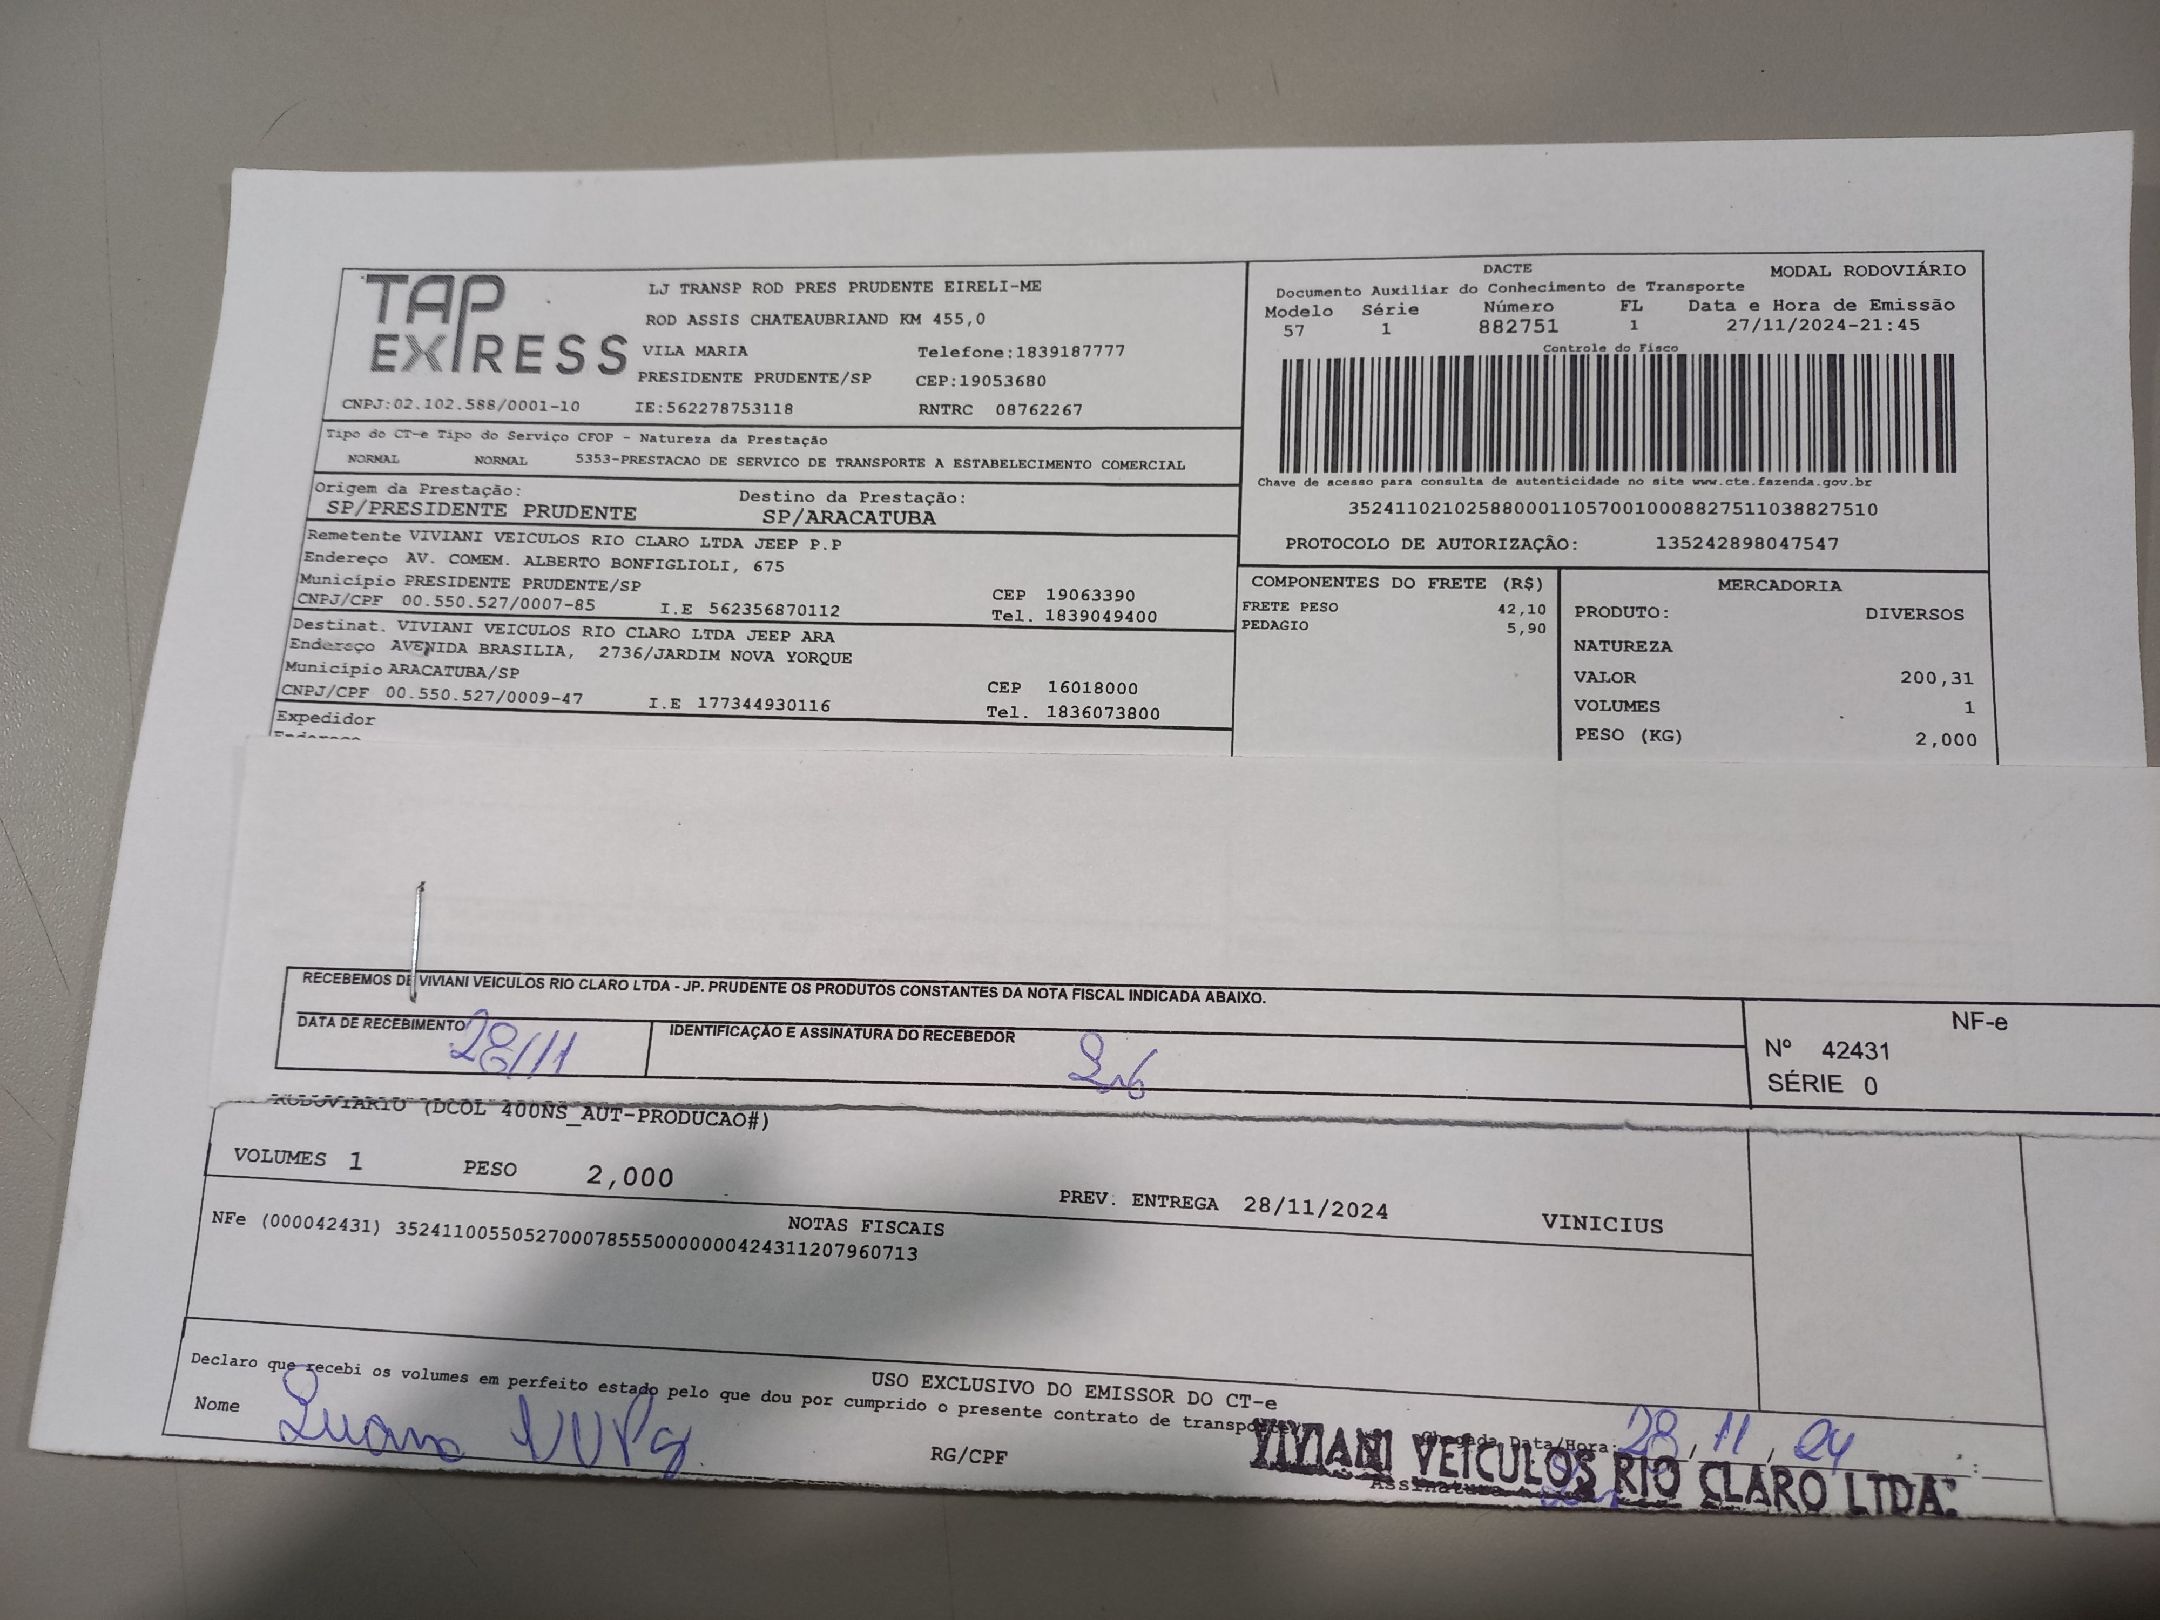 TAP EXPRESS
LJ TRANSP ROD PRES PRUDENTE EIRELI-ME
ROD ASSIS CHATEAUBRIAND KM 455,0
VILA MARIA Telefone:1839187777
PRESIDENTE PRUDENTE/SP CEP:19053680
CNPJ:02.102.588/0001-10 IE:562278753118 RNTRC 08762267
DACTE MODAL RODOVIÁRIO
Documento Auxiliar do Conhecimento de Transporte
Modelo Série Número FL Data e Hora de Emissão
57 1 882751 1 27/11/2024-21:45
Controle do Fisco
Chave de acesso para consulta de autenticidade no site www.cte.fazenda.gov.br
35241102102588000110570010008827511038827510
PROTOCOLO DE AUTORIZAÇÃO: 135242898047547
Tipo do CT-e Tipo do Serviço CFOP - Natureza da Prestação
NORMAL NORMAL 5353-PRESTACAO DE SERVICO DE TRANSPORTE A ESTABELECIMENTO COMERCIAL
Origem da Prestação: Destino da Prestação:
SP/PRESIDENTE PRUDENTE SP/ARACATUBA
Remetente VIVIANI VEICULOS RIO CLARO LTDA JEEP P.P
Endereço AV. COMEM. ALBERTO BONFIGLIOLI, 675
Município PRESIDENTE PRUDENTE/SP CEP 19063390
CNPJ/CPF 00.550.527/0007-85 I.E 562356870112 Tel. 1839049400
Destinat. VIVIANI VEICULOS RIO CLARO LTDA JEEP ARA
Endereço AVENIDA BRASILIA, 2736/JARDIM NOVA YORQUE
Município ARACATUBA/SP CEP 16018000
CNPJ/CPF 00.550.527/0009-47 I.E 177344930116 Tel. 1836073800
Expedidor
Endereço
COMPONENTES DO FRETE (R$)
FRETE PESO 42,10
PEDAGIO 5,90
MERCADORIA
PRODUTO: DIVERSOS
NATUREZA
VALOR 200,31
VOLUMES 1
PESO (KG) 2,000
RECEBEMOS DE VIVIANI VEICULOS RIO CLARO LTDA - JP. PRUDENTE OS PRODUTOS CONSTANTES DA NOTA FISCAL INDICADA ABAIXO.
DATA DE RECEBIMENTO IDENTIFICAÇÃO E ASSINATURA DO RECEBEDOR
28/11
NF-e
Nº 42431
SÉRIE 0
RODOVIARIO (DCOL 400NS_AUT-PRODUCAO#)
VOLUMES 1 PESO 2,000 PREV. ENTREGA 28/11/2024 VINICIUS
NOTAS FISCAIS
NFe (000042431) 35241100550527000785550000000424311207960713
USO EXCLUSIVO DO EMISSOR DO CT-e
Declaro que recebi os volumes em perfeito estado pelo que dou por cumprido o presente contrato de transporte
Nome Luana RG/CPF Chegada Data/Hora: 28, 11, 24 :
Assinatura
VIVIANI VEICULOS RIO CLARO LTDA.